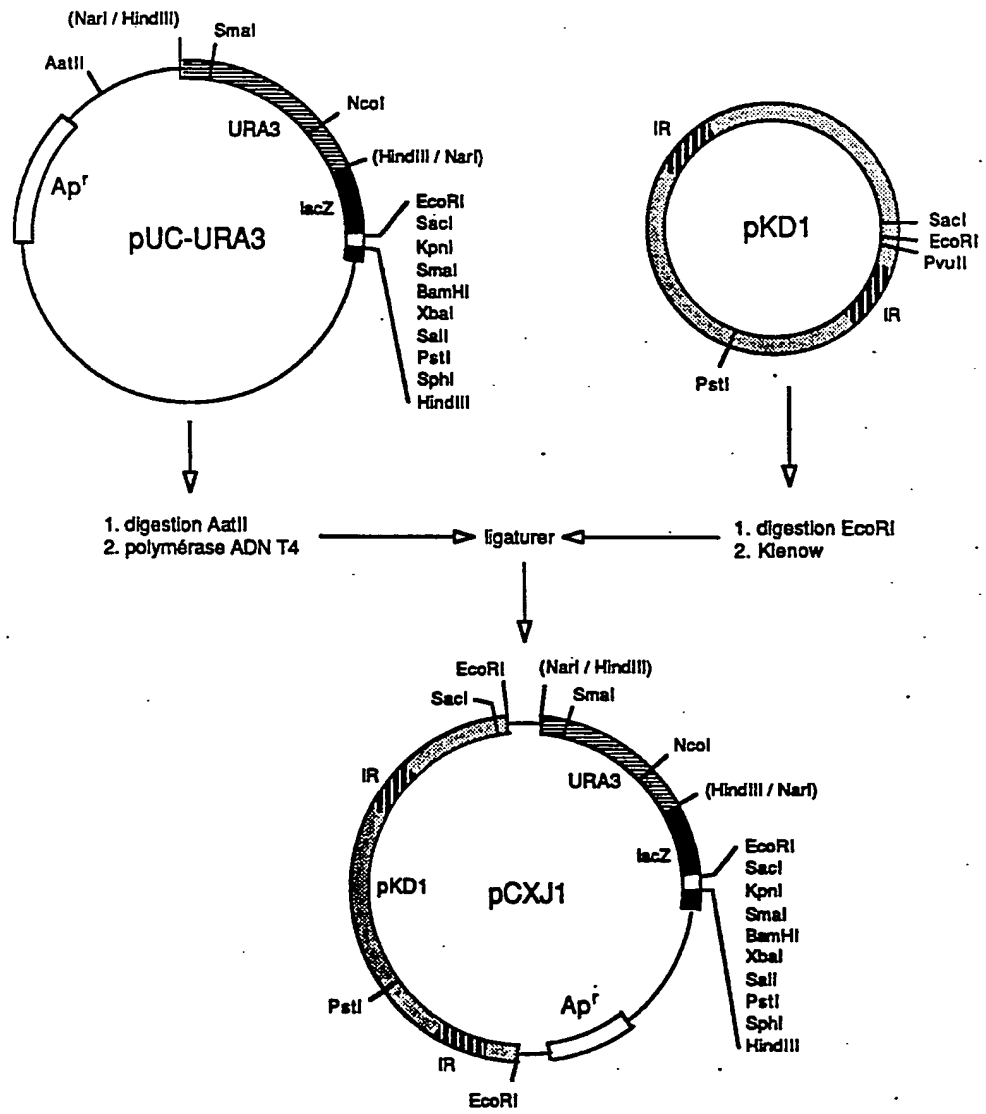 (NarI / HindIII)
SmaI
AatII
NcoI
URA3
(HindIII / NarI)
lacZ
Apr
pUC-URA3
EcoRI
SacI
KpnI
SmaI
BamHI
XbaI
SalI
PstI
SphI
HindIII
IR
pKD1
SacI
EcoRI
PvuII
IR
PstI
1. digestion AatII
2. polymérase ADN T4
ligaturer
1. digestion EcoRI
2. Klenow
EcoRI
(NarI / HindIII)
SacI
SmaI
NcoI
IR
URA3
(HindIII / NarI)
lacZ
pKD1
pCXJ1
EcoRI
SacI
KpnI
SmaI
BamHI
XbaI
SalI
PstI
SphI
HindIII
PstI
Apr
IR
EcoRI